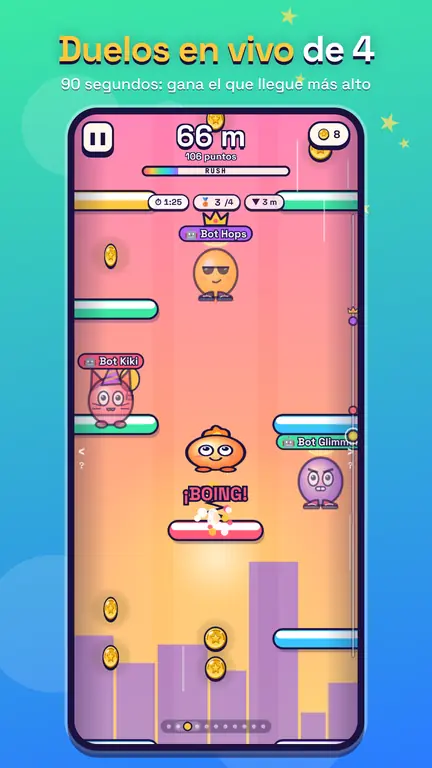 Duelos en vivo de 4
90 segundos: gana el que llegue más alto
66 m
8
106 puntos
RUSH
1:25
3 /4
▼ 3 m
Bot Hops
Bot Kiki
Bot Glimm
< ?
?
¡BOING!